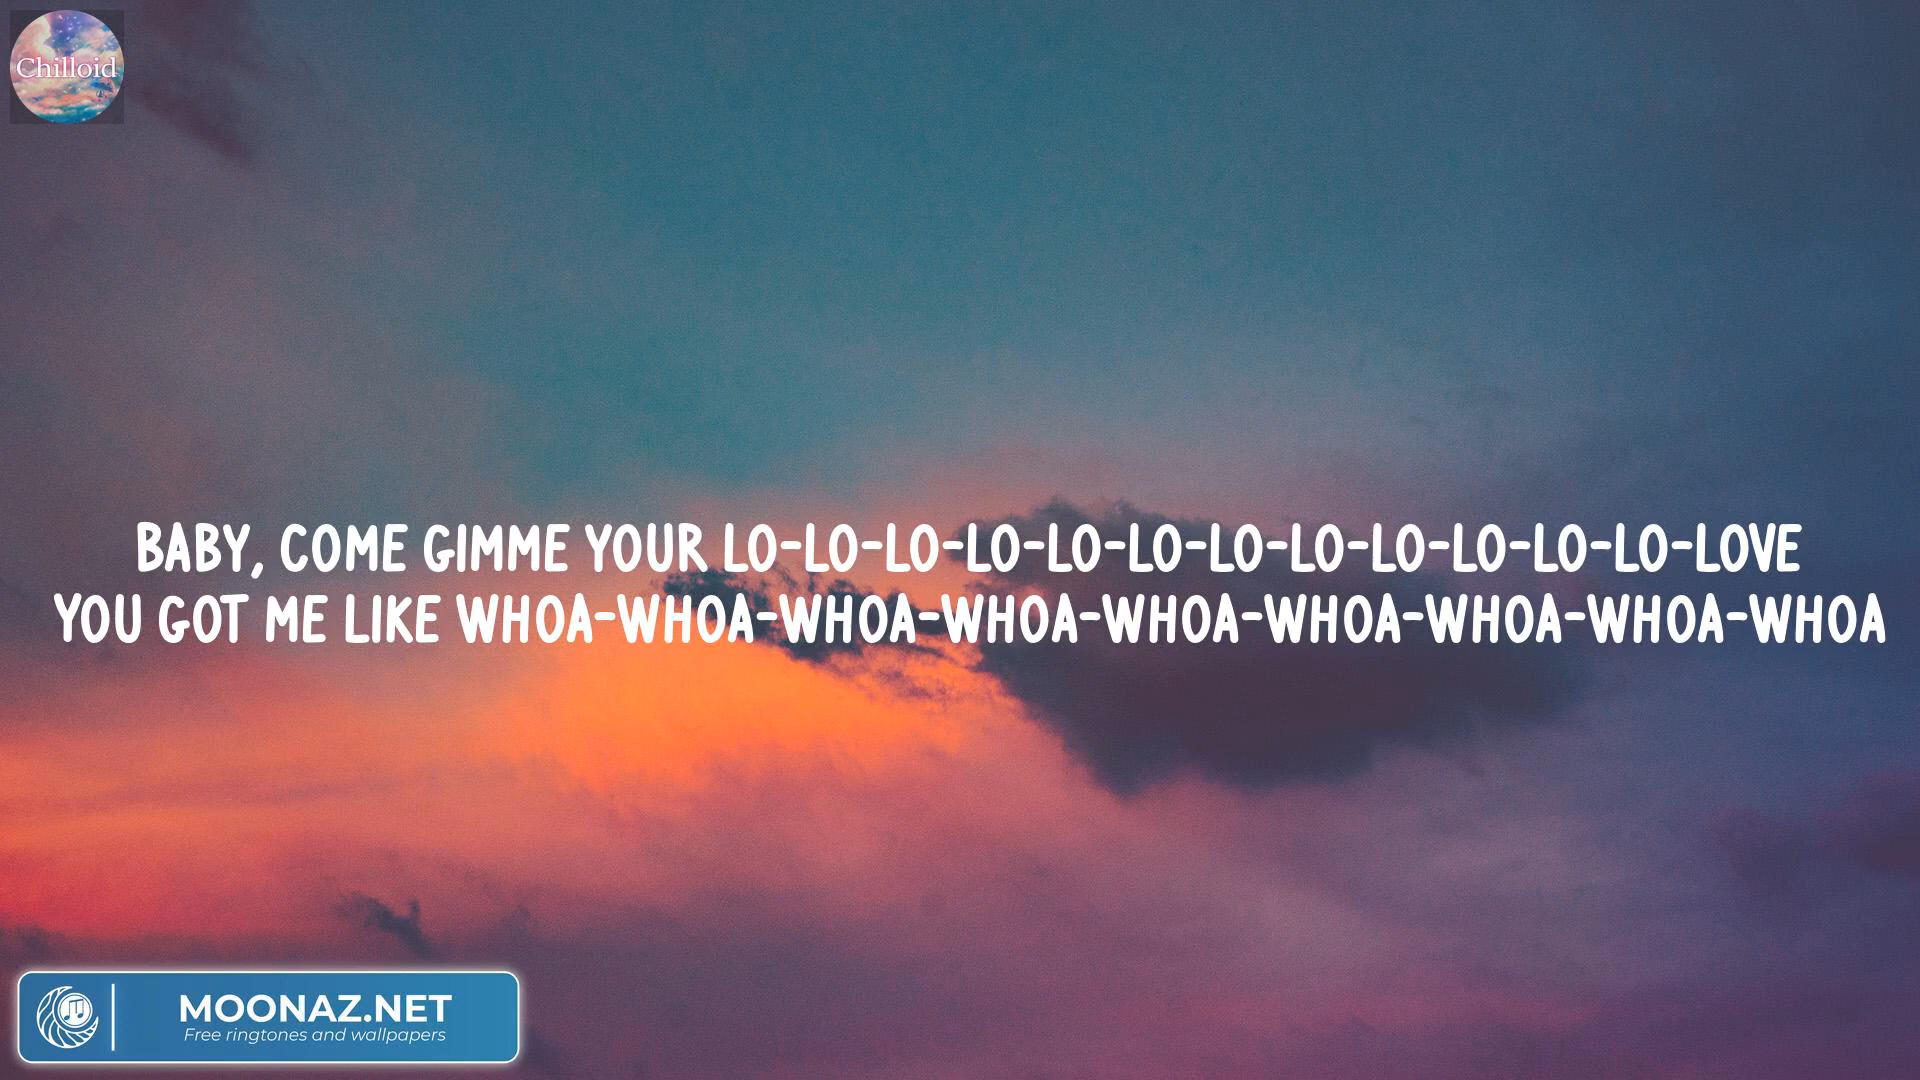 Chilloid
BABY, COME GIMME YOUR LO-LO-LO-LO-LO-LO-LO-LO-LO-LO-LO-LO-LOVE
YOU GOT ME LIKE WHOA-WHOA-WHOA-WHOA-WHOA-WHOA-WHOA-WHOA-WHOA
MOONAZ.NET
Free ringtones and wallpapers